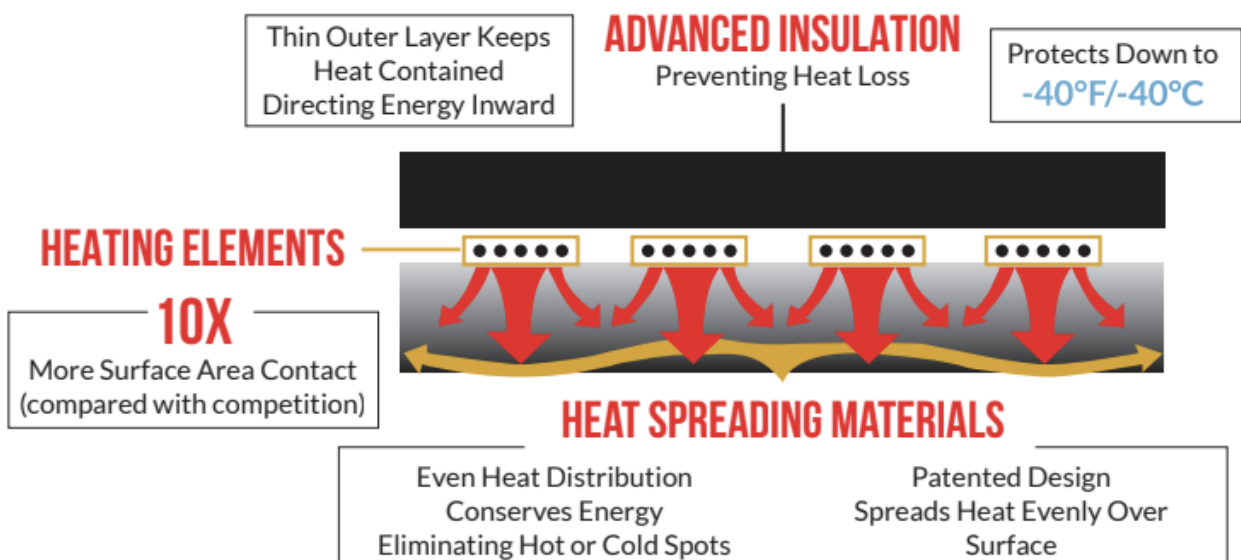 Thin Outer Layer Keeps
Heat Contained
Directing Energy Inward
ADVANCED INSULATION
Preventing Heat Loss
Protects Down to
-40°F/-40°C
HEATING ELEMENTS
10X
More Surface Area Contact
(compared with competition)
HEAT SPREADING MATERIALS
Even Heat Distribution
Conserves Energy
Eliminating Hot or Cold Spots
Patented Design
Spreads Heat Evenly Over
Surface